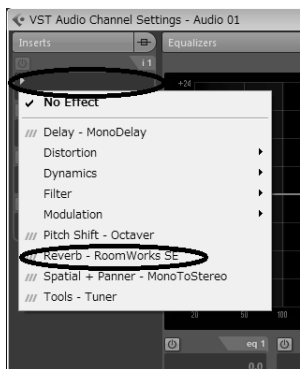 VST Audio Channel Settings - Audio 01
Inserts
Equalizers
i 1
+24
✓ No Effect
/// Delay - MonoDelay
Distortion
Dynamics
Filter
Modulation
/// Pitch Shift - Octaver
/// Reverb - RoomWorks SE
/// Spatial + Panner - MonoToStereo
/// Tools - Tuner
20 50 100
eq 1
0.0